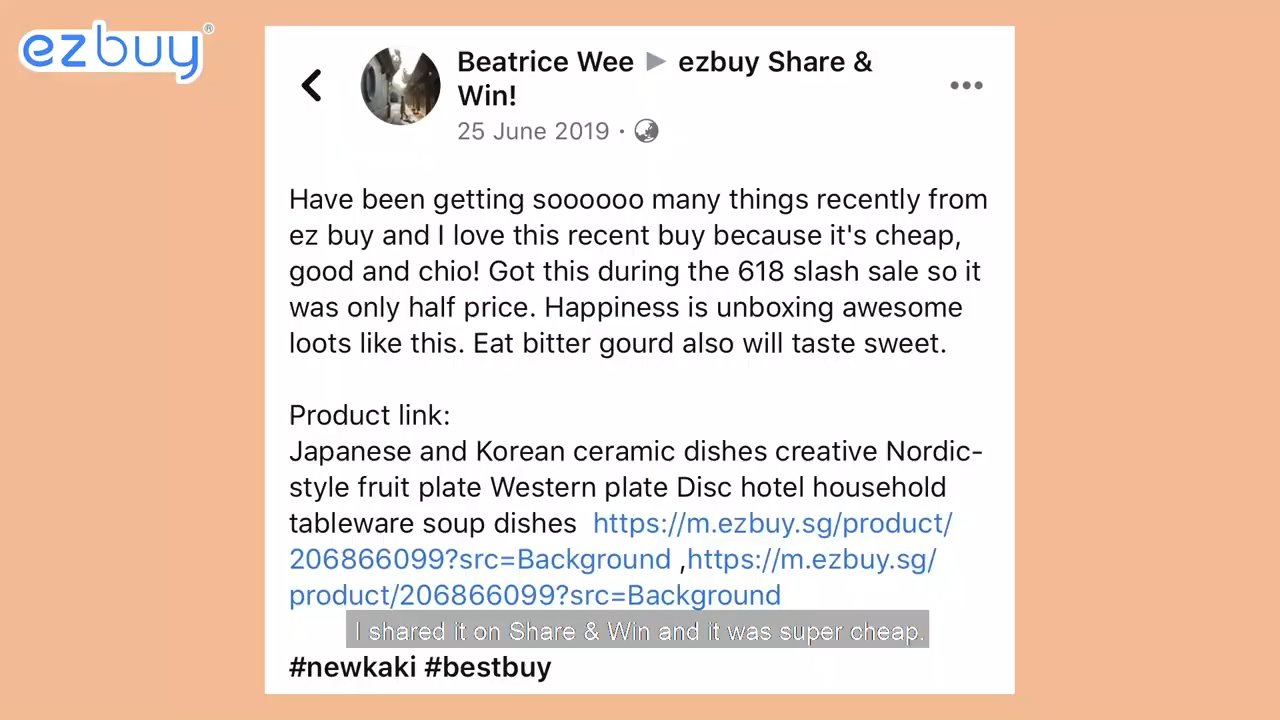 ezbuy®
Beatrice Wee ▶ ezbuy Share &
Win!
25 June 2019 ·
Have been getting soooooo many things recently from
ez buy and I love this recent buy because it's cheap,
good and chio! Got this during the 618 slash sale so it
was only half price. Happiness is unboxing awesome
loots like this. Eat bitter gourd also will taste sweet.
Product link:
Japanese and Korean ceramic dishes creative Nordic-
style fruit plate Western plate Disc hotel household
tableware soup dishes https://m.ezbuy.sg/product/
206866099?src=Background ,https://m.ezbuy.sg/
product/206866099?src=Background
I shared it on Share & Win and it was super cheap.
#newkaki #bestbuy